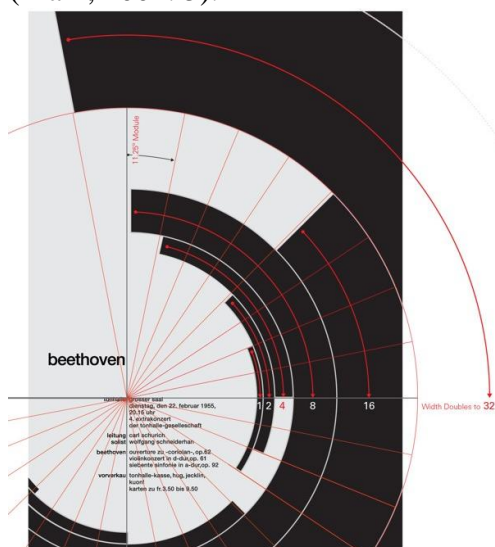 11.25° Module
beethoven
tonhalle grosser saal
dienstag, den 22. februar 1955,
20.15 uhr
4. extrakonzert
der tonhalle-gesellschaft
leitung carl schurich
solist wolfgang schneiderhan
beethoven ouvertüre zu «coriolan», op.62
violinkonzert in d-dur, op. 61
siebente sinfonie in a-dur, op. 92
vorverkauf tonhalle-kasse, hug, jecklin,
kuoni
karten zu fr.3.50 bis 9.50
1 2 4 8 16 Width Doubles to 32